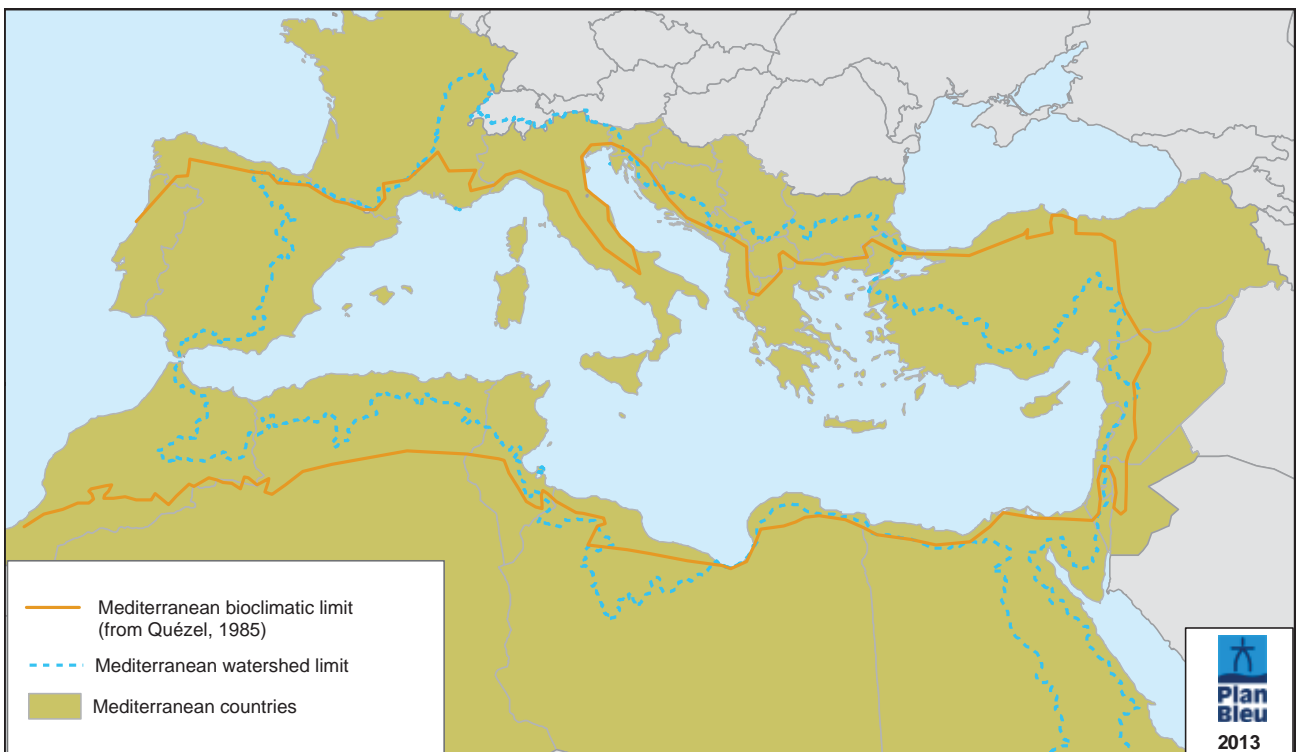 Mediterranean bioclimatic limit
(from Quézel, 1985)
Mediterranean watershed limit
Mediterranean countries
Plan
Bleu
2013